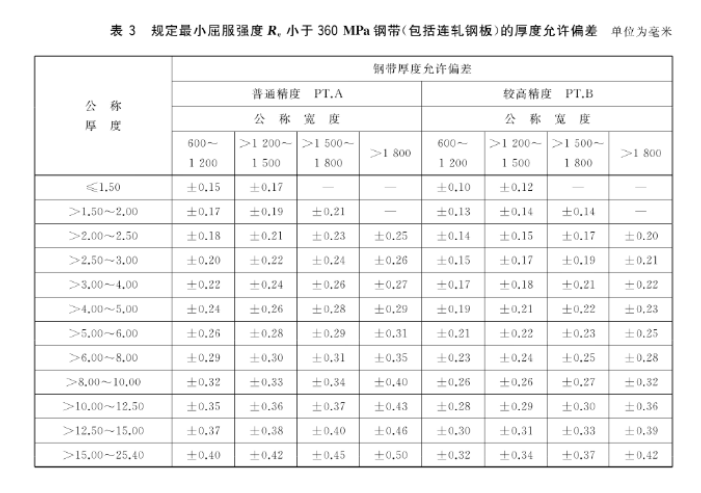 表 3 规定最小屈服强度 Re 小于 360 MPa 钢带(包括连轧钢板)的厚度允许偏差 单位为毫米
公 称 厚 度
钢带厚度允许偏差
普通精度 PT.A 较高精度 PT.B
公 称 宽 度 公 称 宽 度
600~1 200 >1 200~1 500 >1 500~1 800 >1 800 600~1 200 >1 200~1 500 >1 500~1 800 >1 800
≤1.50 ±0.15 ±0.17 — — ±0.10 ±0.12 — —
>1.50~2.00 ±0.17 ±0.19 ±0.21 — ±0.13 ±0.14 ±0.14 —
>2.00~2.50 ±0.18 ±0.21 ±0.23 ±0.25 ±0.14 ±0.15 ±0.17 ±0.20
>2.50~3.00 ±0.20 ±0.22 ±0.24 ±0.26 ±0.15 ±0.17 ±0.19 ±0.21
>3.00~4.00 ±0.22 ±0.24 ±0.26 ±0.27 ±0.17 ±0.18 ±0.21 ±0.22
>4.00~5.00 ±0.24 ±0.26 ±0.28 ±0.29 ±0.19 ±0.21 ±0.22 ±0.23
>5.00~6.00 ±0.26 ±0.28 ±0.29 ±0.31 ±0.21 ±0.22 ±0.23 ±0.25
>6.00~8.00 ±0.29 ±0.30 ±0.31 ±0.35 ±0.23 ±0.24 ±0.25 ±0.28
>8.00~10.00 ±0.32 ±0.33 ±0.34 ±0.40 ±0.26 ±0.26 ±0.27 ±0.32
>10.00~12.50 ±0.35 ±0.36 ±0.37 ±0.43 ±0.28 ±0.29 ±0.30 ±0.36
>12.50~15.00 ±0.37 ±0.38 ±0.40 ±0.46 ±0.30 ±0.31 ±0.33 ±0.39
>15.00~25.40 ±0.40 ±0.42 ±0.45 ±0.50 ±0.32 ±0.34 ±0.37 ±0.42